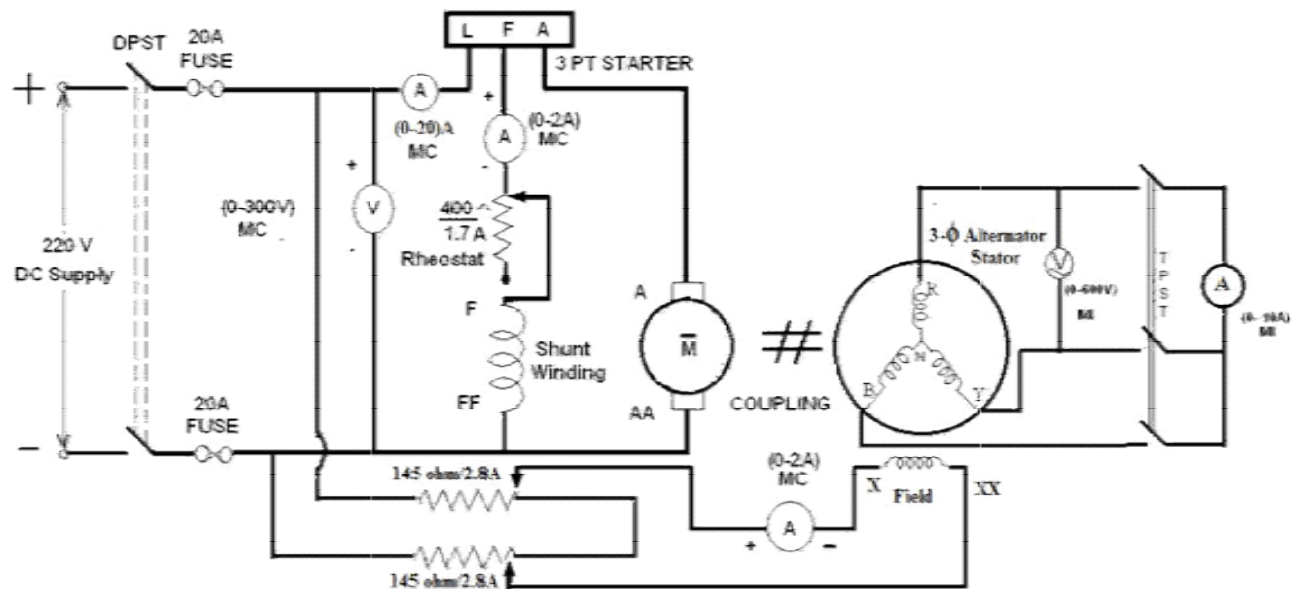 L F A
DPST
20A
FUSE
3 PT STARTER
+
A
+
(0-2A)
MC
(0-20)A
MC
A
-
+
V
-
(0-300V)
MC
400
1.7 A
Rheostat
220 V
DC Supply
3-ϕ Alternator
Stator
V
(0-600V)
MI
TPST
A
MI
A
R
F
M
N
Shunt
Winding
B
Y
FF
AA
COUPLING
20A
FUSE
-
(0-2A)
MC
145 ohm/2.8A
X
Field
XX
A
+
-
145 ohm/2.8A